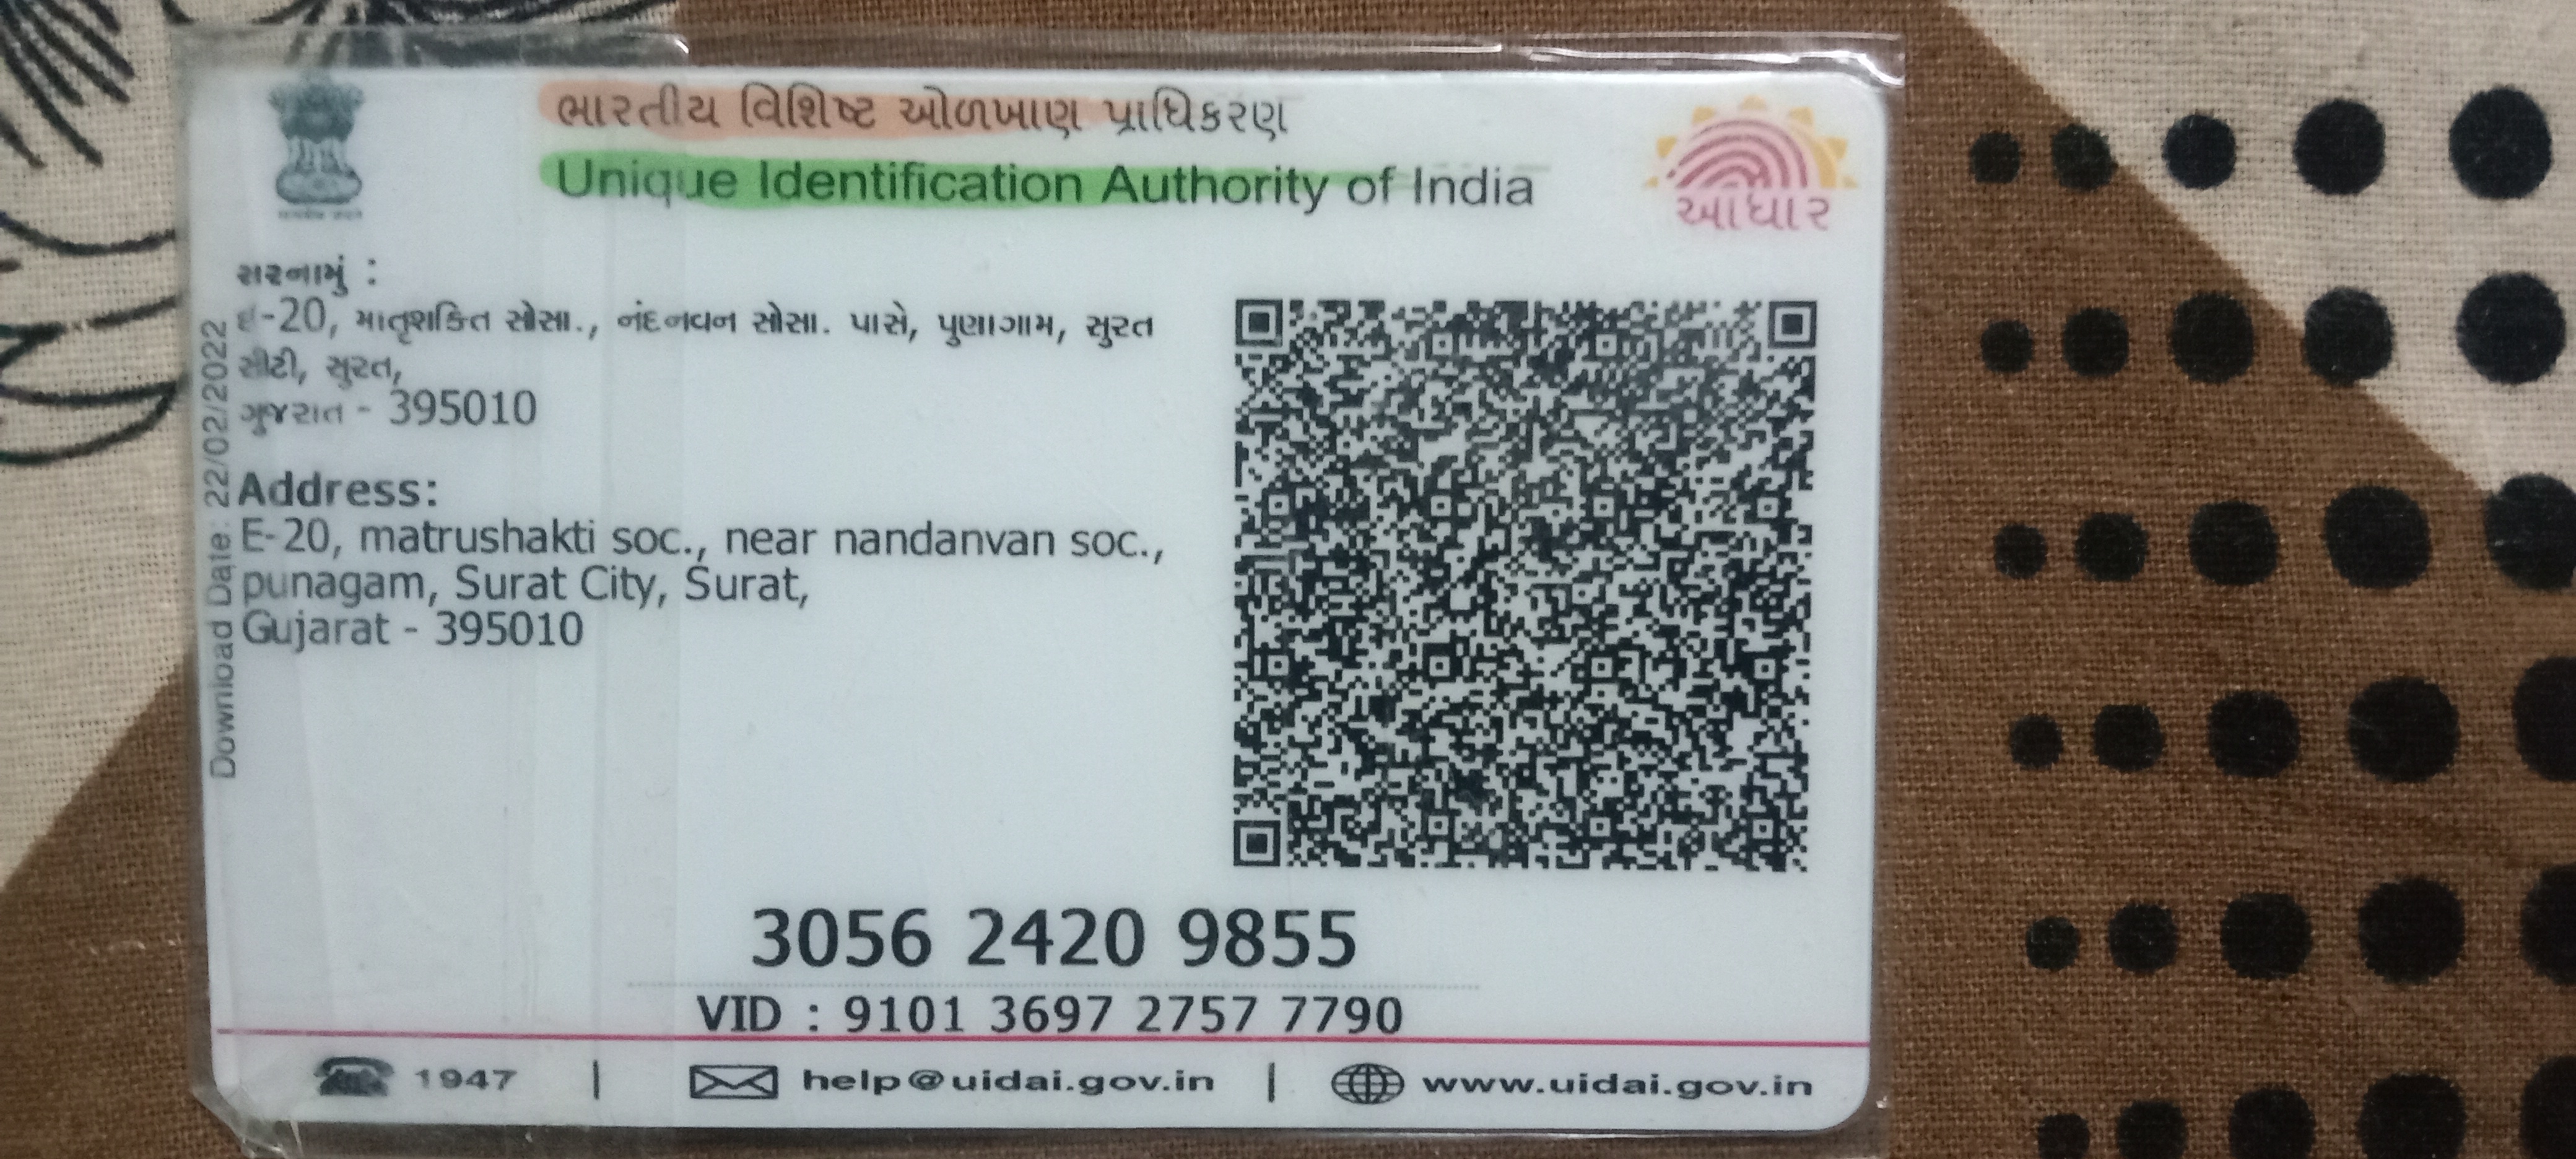 ભારતીય વિશિષ્ટ ઓળખાણ પ્રાધિકરણ
Unique Identification Authority of India
આધાર
સરનામું :
ઇ-20, માતૃશક્તિ સોસા., નંદનવન સોસા. પાસે, પુણાગામ, સુરત
સીટી, સુરત,
ગુજરાત - 395010
Address:
E-20, matrushakti soc., near nandanvan soc.,
punagam, Surat City, Surat,
Gujarat - 395010
Download Date: 22/02/2022
3056 2420 9855
VID : 9101 3697 2757 7790
1947 | help@uidai.gov.in | www.uidai.gov.in